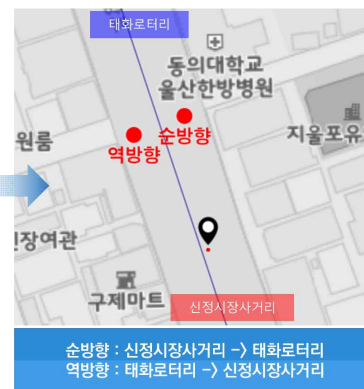 태화로터리
동의대학교
울산한방병원
원룸
순방향
역방향
지울포유
장여관
구제마트
신정시장사거리
순방향 : 신정시장사거리 -> 태화로터리
역방향 : 태화로터리 -> 신정시장사거리